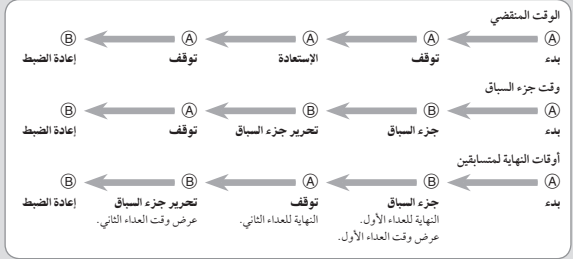 الوقت المنقضي
Ⓐ Ⓐ Ⓐ Ⓐ Ⓑ
بدء توقف الإستعادة توقف إعادة الضبط
وقت جزء السباق
Ⓐ Ⓑ Ⓑ Ⓐ Ⓑ
بدء جزء السباق تحرير جزء السباق توقف إعادة الضبط
أوقات النهاية لمتسابقين
Ⓐ Ⓑ Ⓐ Ⓑ Ⓑ
بدء جزء السباق توقف تحرير جزء السباق إعادة الضبط
النهاية للعداء الأول. النهاية للعداء الثاني. عرض وقت العداء الثاني.
عرض وقت العداء الأول.